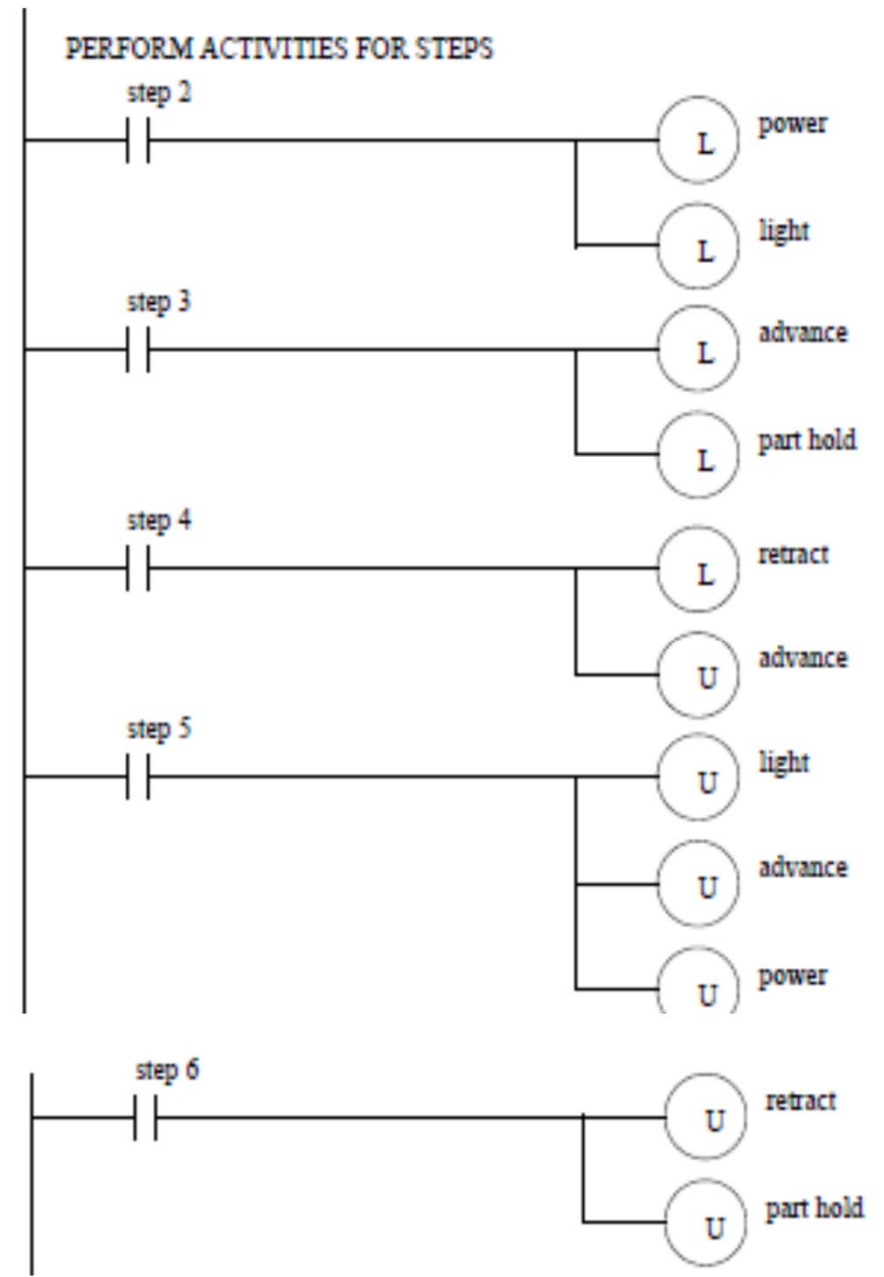 PERFORM ACTIVITIES FOR STEPS
step 2
L power
L light
step 3
L advance
L part hold
step 4
L retract
U advance
step 5
U light
U advance
U power
step 6
U retract
U part hold